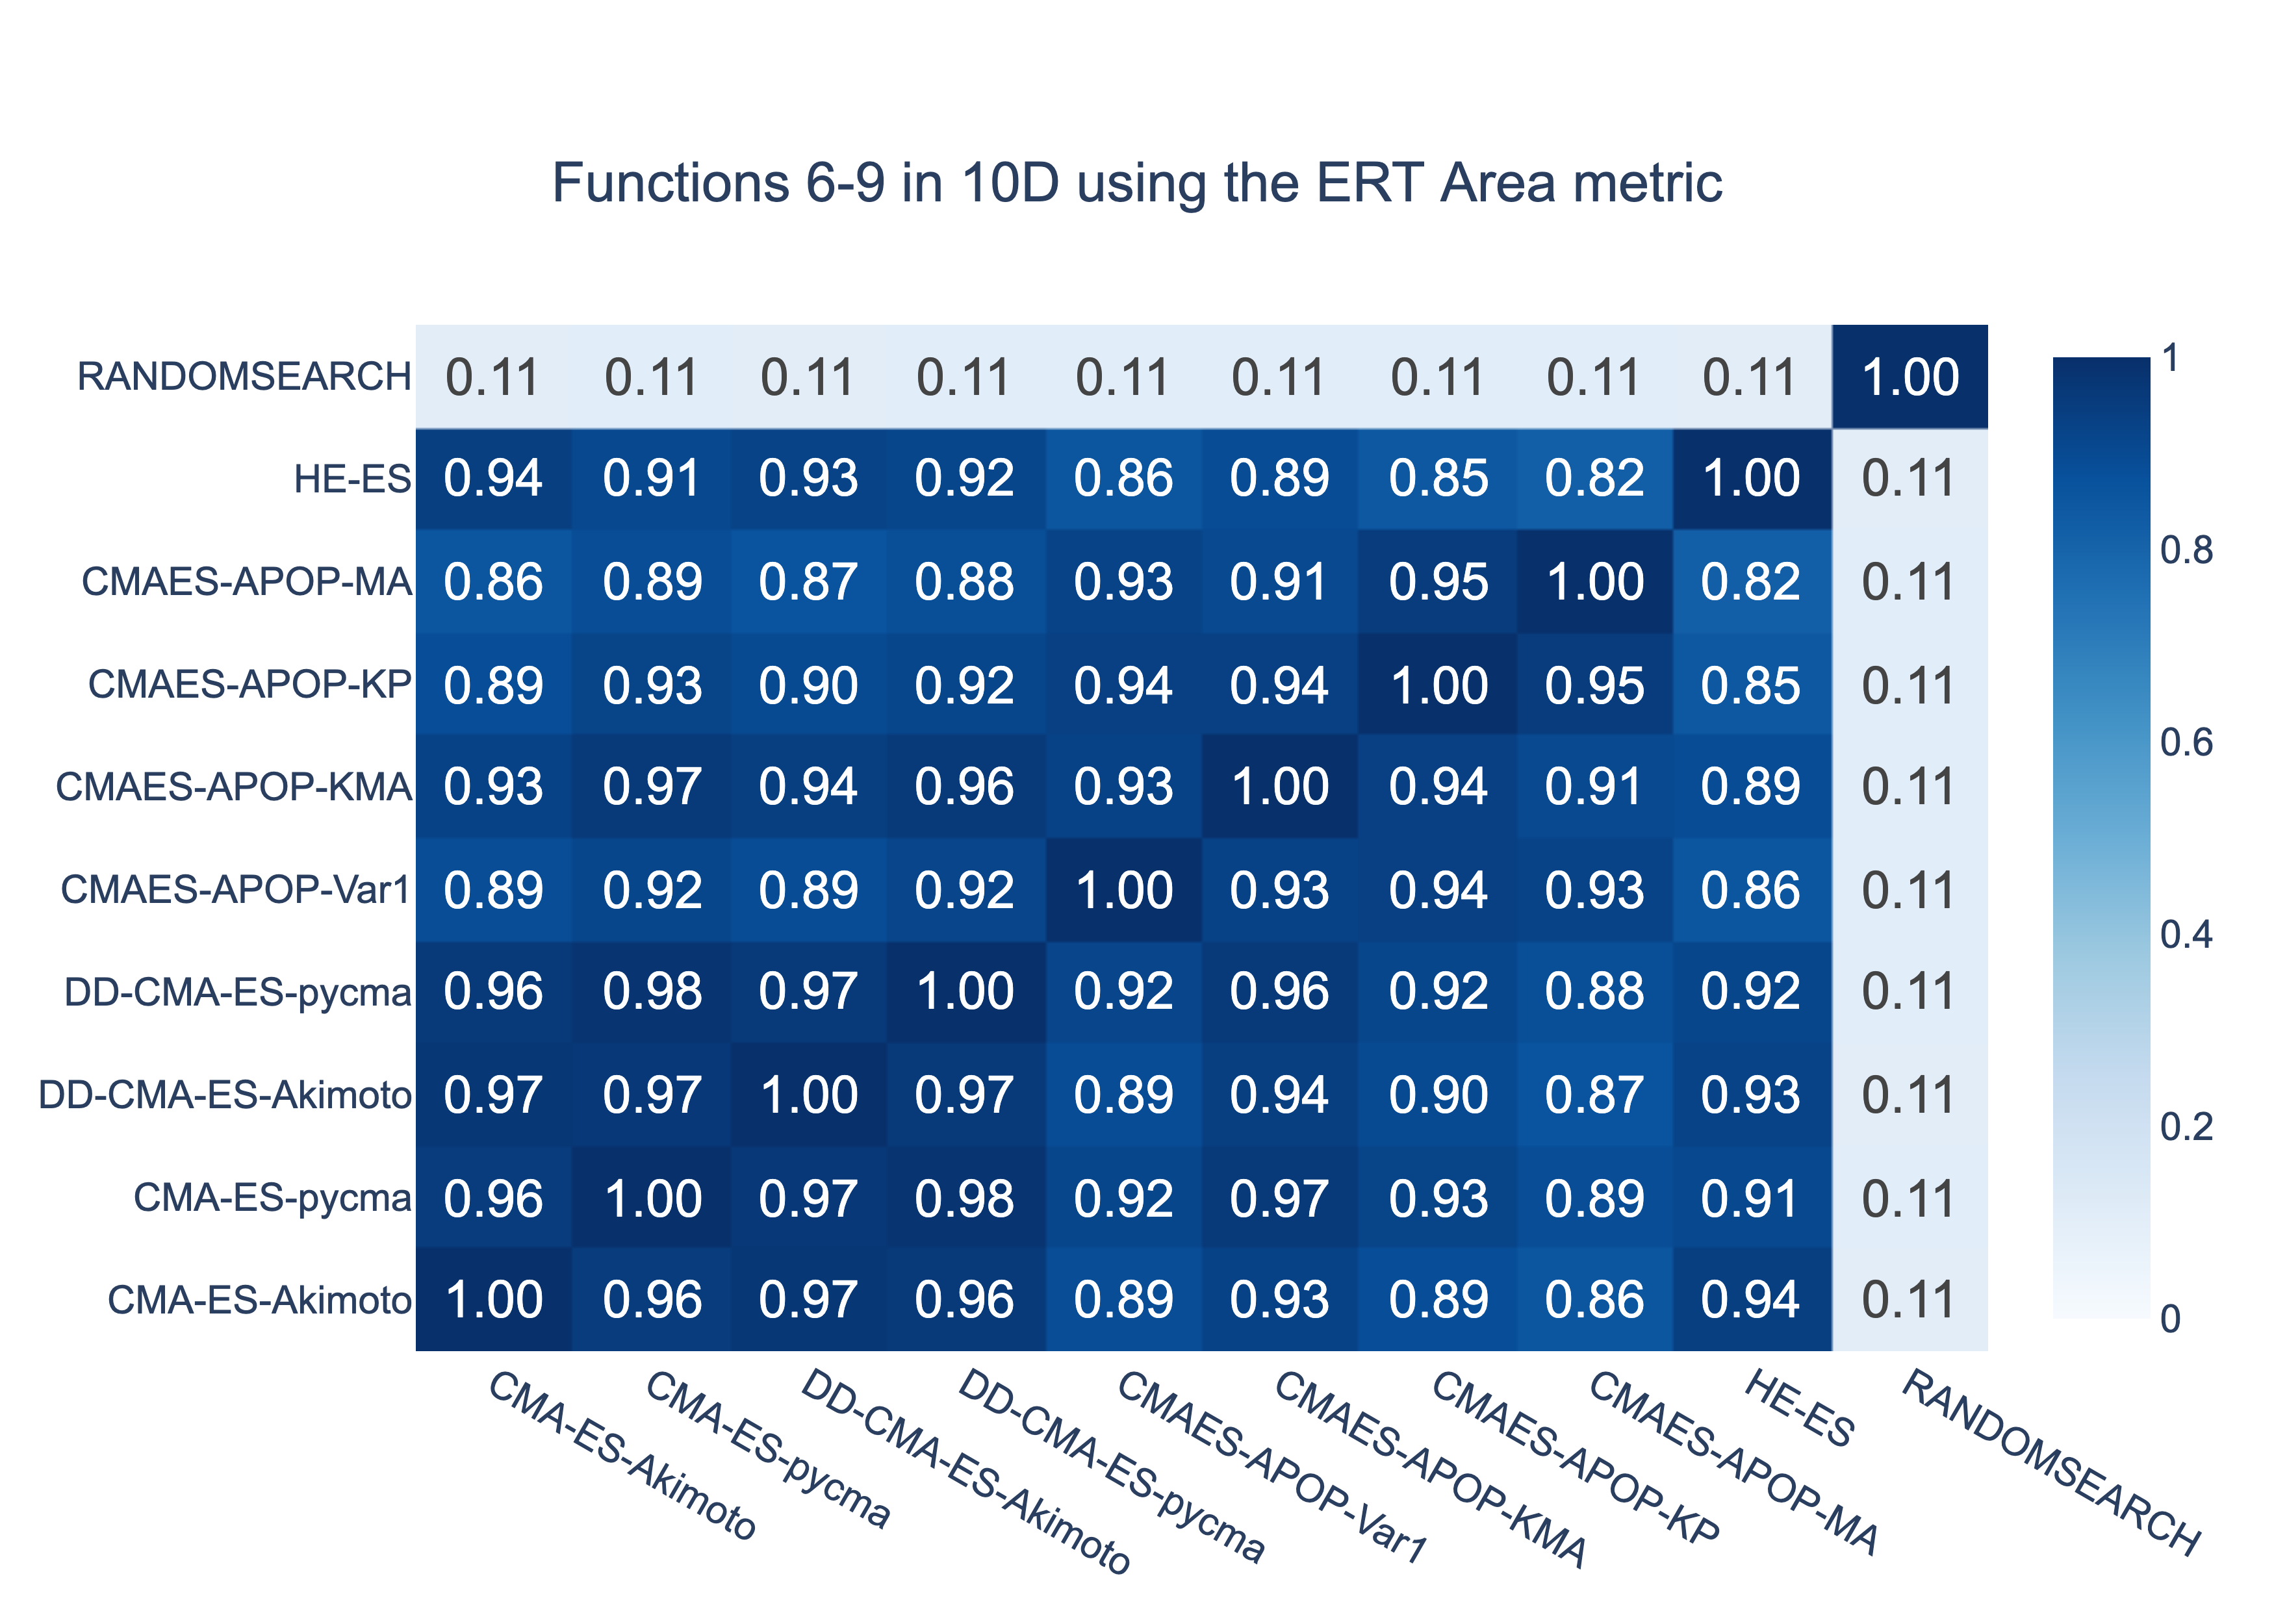 Functions 6-9 in 10D using the ERT Area metric
RANDOMSEARCH 0.11 0.11 0.11 0.11 0.11 0.11 0.11 0.11 0.11 1.00
HE-ES 0.94 0.91 0.93 0.92 0.86 0.89 0.85 0.82 1.00 0.11
CMAES-APOP-MA 0.86 0.89 0.87 0.88 0.93 0.91 0.95 1.00 0.82 0.11
CMAES-APOP-KP 0.89 0.93 0.90 0.92 0.94 0.94 1.00 0.95 0.85 0.11
CMAES-APOP-KMA 0.93 0.97 0.94 0.96 0.93 1.00 0.94 0.91 0.89 0.11
CMAES-APOP-Var1 0.89 0.92 0.89 0.92 1.00 0.93 0.94 0.93 0.86 0.11
DD-CMA-ES-pycma 0.96 0.98 0.97 1.00 0.92 0.96 0.92 0.88 0.92 0.11
DD-CMA-ES-Akimoto 0.97 0.97 1.00 0.97 0.89 0.94 0.90 0.87 0.93 0.11
CMA-ES-pycma 0.96 1.00 0.97 0.98 0.92 0.97 0.93 0.89 0.91 0.11
CMA-ES-Akimoto 1.00 0.96 0.97 0.96 0.89 0.93 0.89 0.86 0.94 0.11
CMA-ES-Akimoto
CMA-ES-pycma
DD-CMA-ES-Akimoto
DD-CMA-ES-pycma
CMAES-APOP-Var1
CMAES-APOP-KMA
CMAES-APOP-KP
CMAES-APOP-MA
HE-ES
RANDOMSEARCH
1
0.8
0.6
0.4
0.2
0